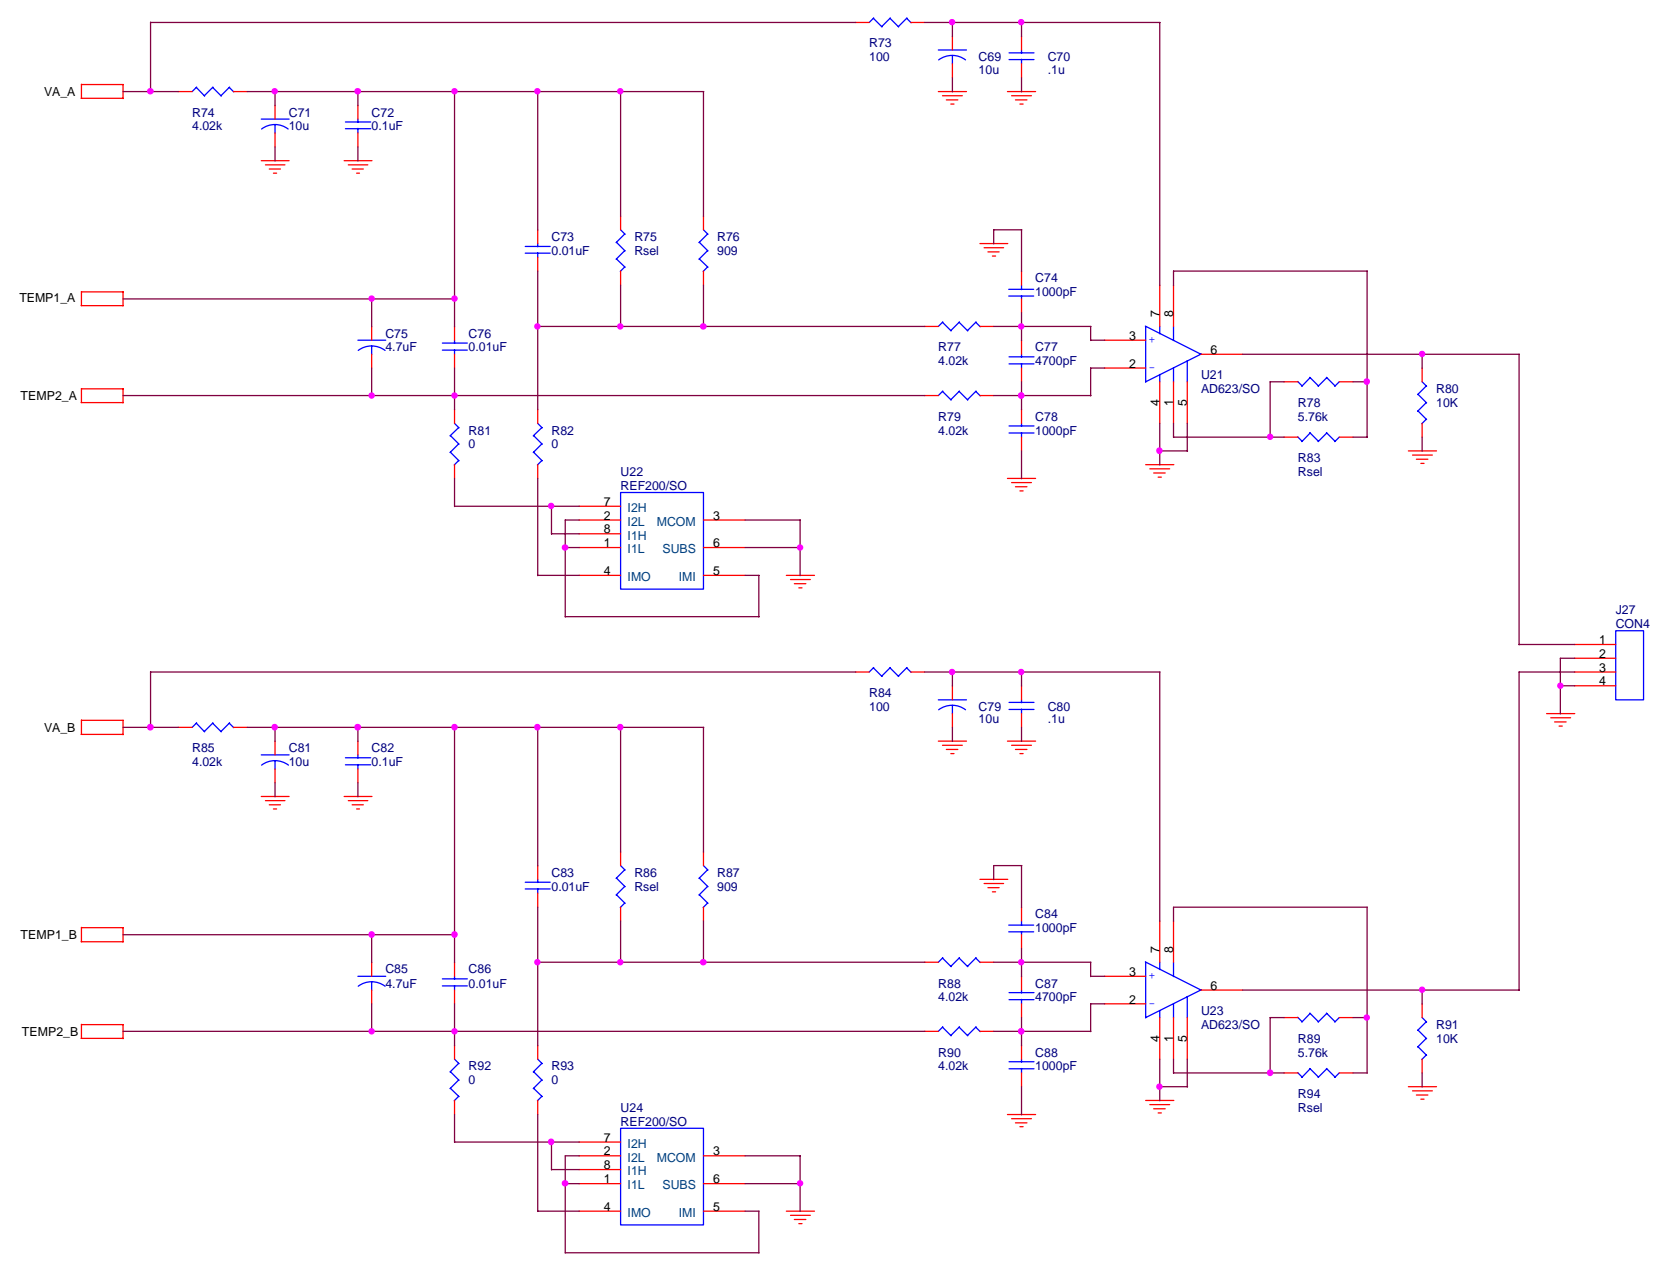 R73
100
C69
10u
C70
.1u
VA_A
R74
4.02k
C71
10u
C72
0.1uF
C73
0.01uF
R75
Rsel
R76
909
C74
1000pF
TEMP1_A
C75
4.7uF
C76
0.01uF
R77
4.02k
C77
4700pF
7
8
3
+
2
-
6
U21
AD623/SO
4
1
5
R78
5.76k
R80
10K
TEMP2_A
R79
4.02k
C78
1000pF
R81
0
R82
0
R83
Rsel
U22
REF200/SO
7
I2H
2
I2L
MCOM
3
8
I1H
1
I1L
SUBS
6
4
IMO
IMI
5
J27
CON4
1
2
3
4
R84
100
C79
10u
C80
.1u
VA_B
R85
4.02k
C81
10u
C82
0.1uF
C83
0.01uF
R86
Rsel
R87
909
C84
1000pF
TEMP1_B
C85
4.7uF
C86
0.01uF
R88
4.02k
C87
4700pF
7
8
3
+
2
-
6
U23
AD623/SO
4
1
5
R89
5.76k
R91
10K
TEMP2_B
R90
4.02k
C88
1000pF
R92
0
R93
0
R94
Rsel
U24
REF200/SO
7
I2H
2
I2L
MCOM
3
8
I1H
1
I1L
SUBS
6
4
IMO
IMI
5